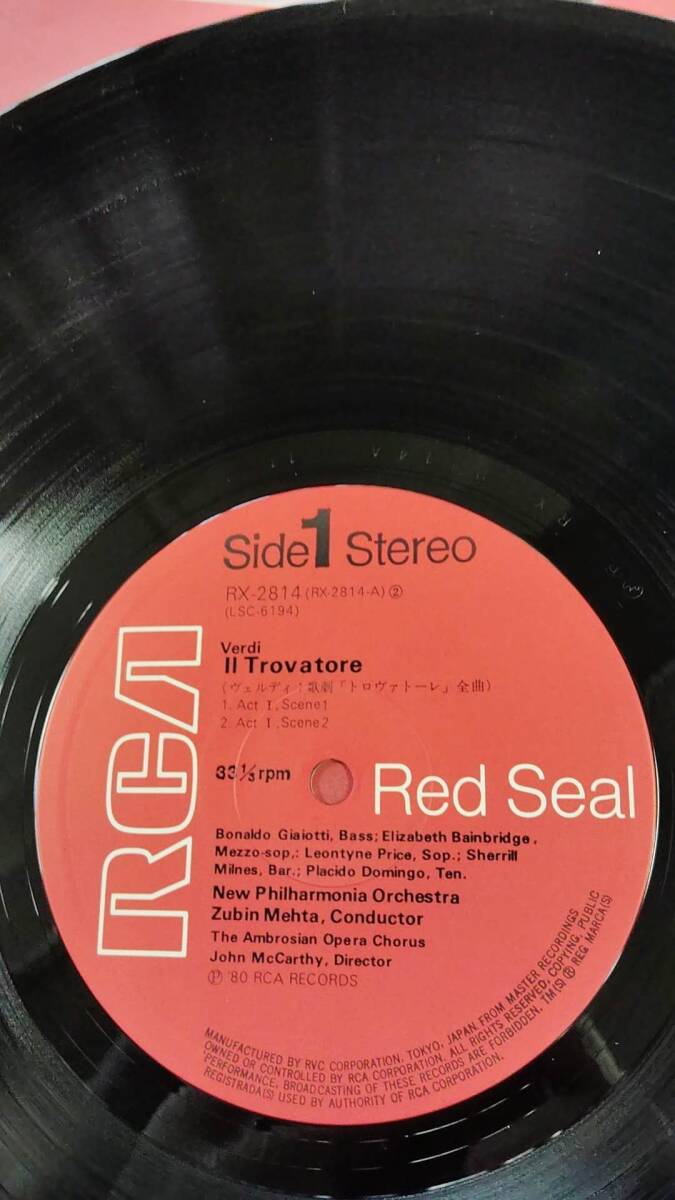 Side 1 Stereo
RX-2814 (RX-2814-A) ②
(LSC-6194)
Verdi
Il Trovatore
(ヴェルディ:歌劇「トロヴァトーレ」全曲)
1. Act I, Scene1
2. Act I, Scene2
33⅓rpm
RCA
Red Seal
Bonaldo Giaiotti, Bass; Elizabeth Bainbridge,
Mezzo-sop,: Leontyne Price, Sop.; Sherrill
Milnes, Bar.; Placido Domingo, Ten.
New Philharmonia Orchestra
Zubin Mehta, Conductor
The Ambrosian Opera Chorus
John McCarthy, Director
Ⓟ '80 RCA RECORDS
MANUFACTURED BY RVC CORPORATION, TOKYO, JAPAN, FROM MASTER RECORDINGS
OWNED OR CONTROLLED BY RCA CORPORATION. ALL RIGHTS RESERVED, COPYING, PUBLIC
PERFORMANCE, BROADCASTING OF THESE RECORDS ARE FORBIDDEN. TM(S) ® REG. MARCA(S)
REGISTRADA(S) USED BY AUTHORITY OF RCA CORPORATION.